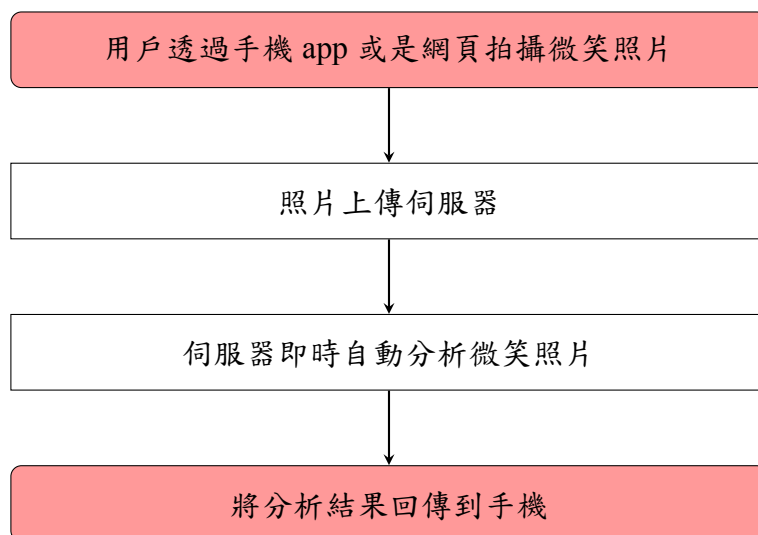 用戶透過手機 app 或是網頁拍攝微笑照片
照片上傳伺服器
伺服器即時自動分析微笑照片
將分析結果回傳到手機